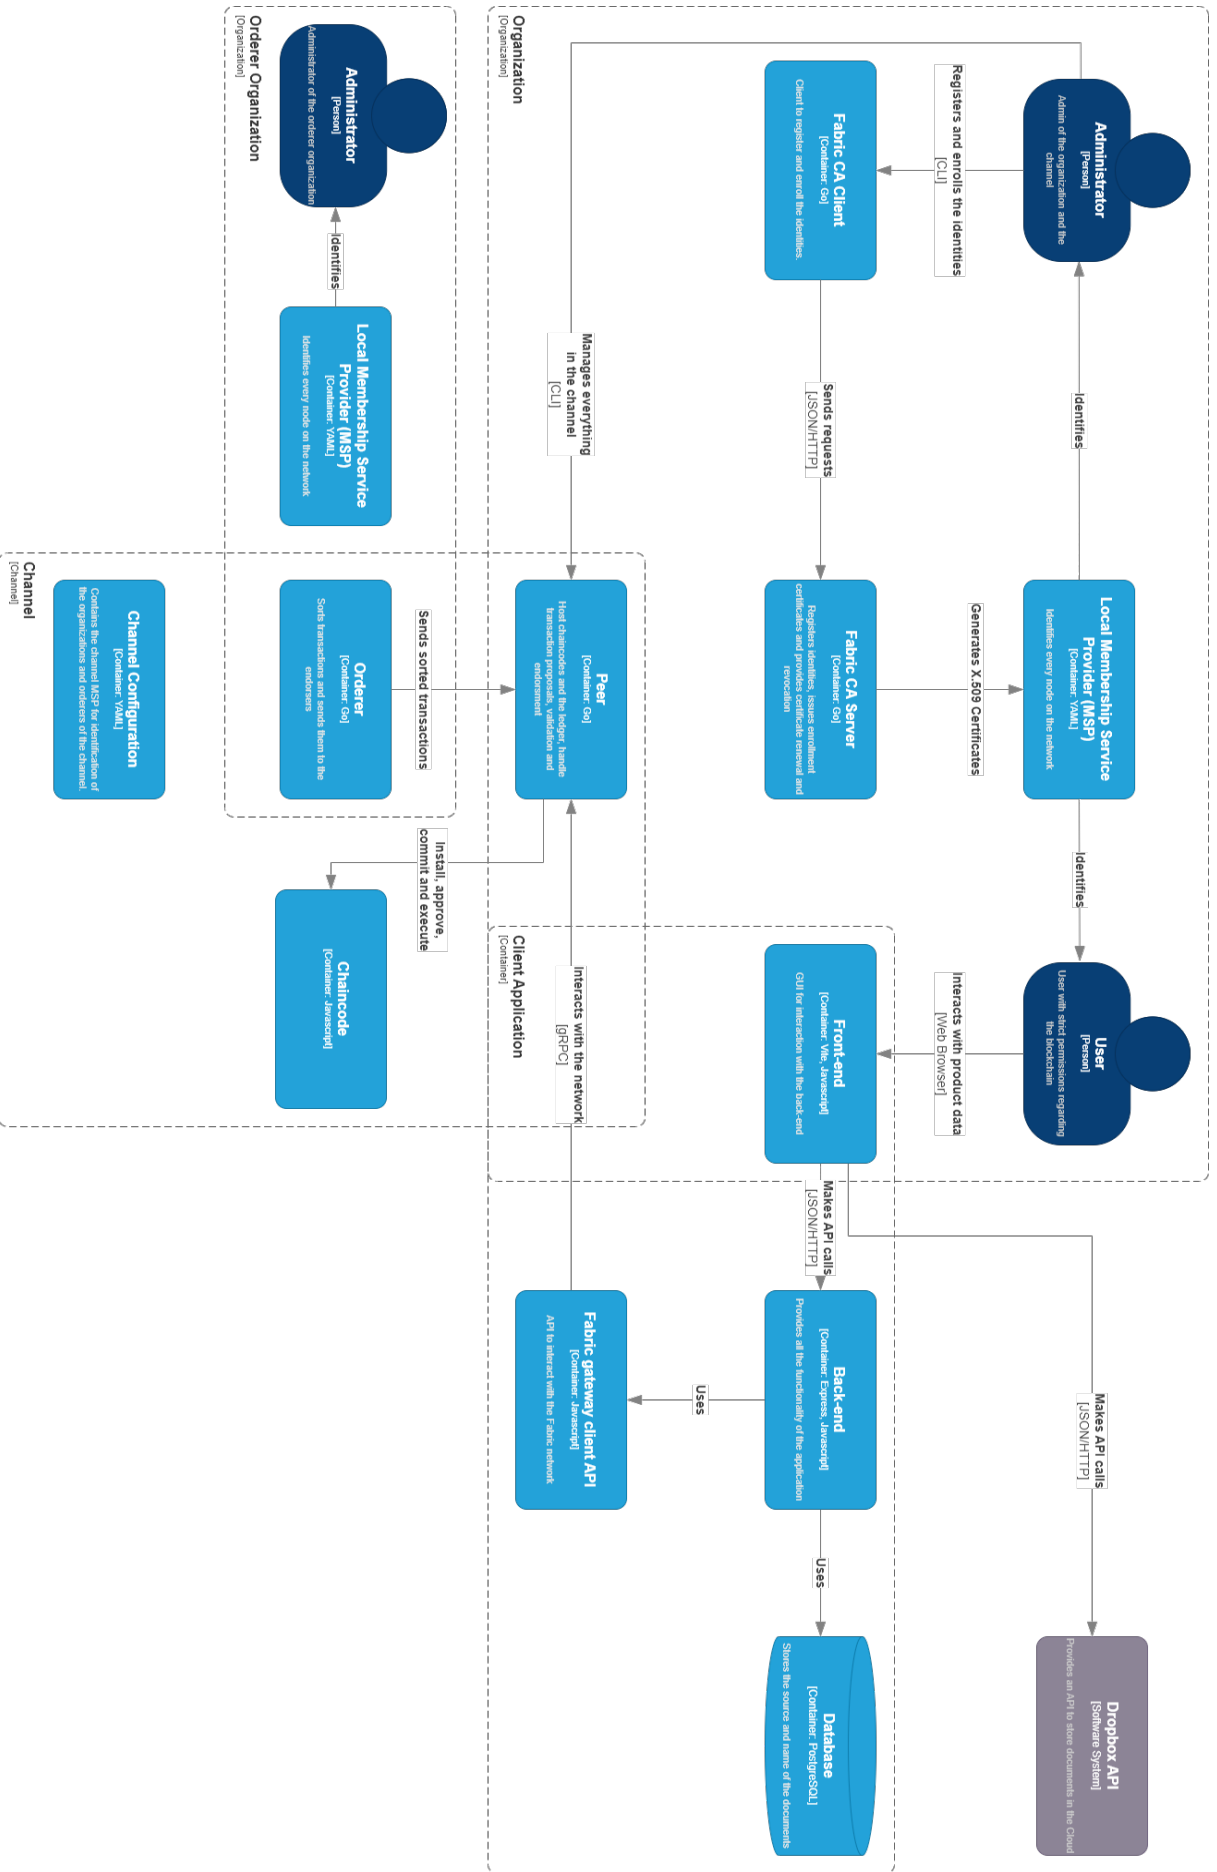 Administrator
[Person]
Admin of the organization and the
channel
Identifies
Local Membership Service
Provider (MSP)
[Container: YAML]
Identifies every node on the network
Identifies
User
[Person]
User with strict permissions regarding
the blockchain
Makes API calls
[JSON/HTTP]
Dropbox API
[Software System]
Provides an API to store documents in the Cloud
Registers and enrolls the identities
[CLI]
Generates X.509 Certificates
Interacts with product data
[Web Browser]
Fabric CA Client
[Container: Go]
Client to register and enroll the identities.
Sends requests
[JSON/HTTP]
Fabric CA Server
[Container: Go]
Registers identities, issues enrollment
certificates and provides certificate renewal and
revocation
Front-end
[Container: Vite, Javascript]
GUI for interaction with the back-end
Makes API calls
[JSON/HTTP]
Back-end
[Container: Express, Javascript]
Provides all the functionality of the application
Uses
Database
[Container: PostgreSQL]
Stores the source and name of the documents
Uses
Manages everything
in the channel
[CLI]
Peer
[Container: Go]
Host chaincodes and the ledger, handle
transaction proposals, validation and
endorsment
Interacts with the network
[gRPC]
Fabric gateway client API
[Container: Javascript]
API to interact with the Fabric network
Organization
[Organization]
Client Application
[Container]
Sends sorted transactions
Install, approve,
commit and execute
Administrator
[Person]
Administrator of the orderer organization
Identifies
Local Membership Service
Provider (MSP)
[Container: YAML]
Identifies every node on the network
Orderer
[Container: Go]
Sorts transactions and sends them to the
endorsers
Chaincode
[Container: Javascript]
Orderer Organization
[Organization]
Channel Configuration
[Container: YAML]
Contains the channel MSP for identification of
the organizations and orderers of the channel.
Channel
[Channel]